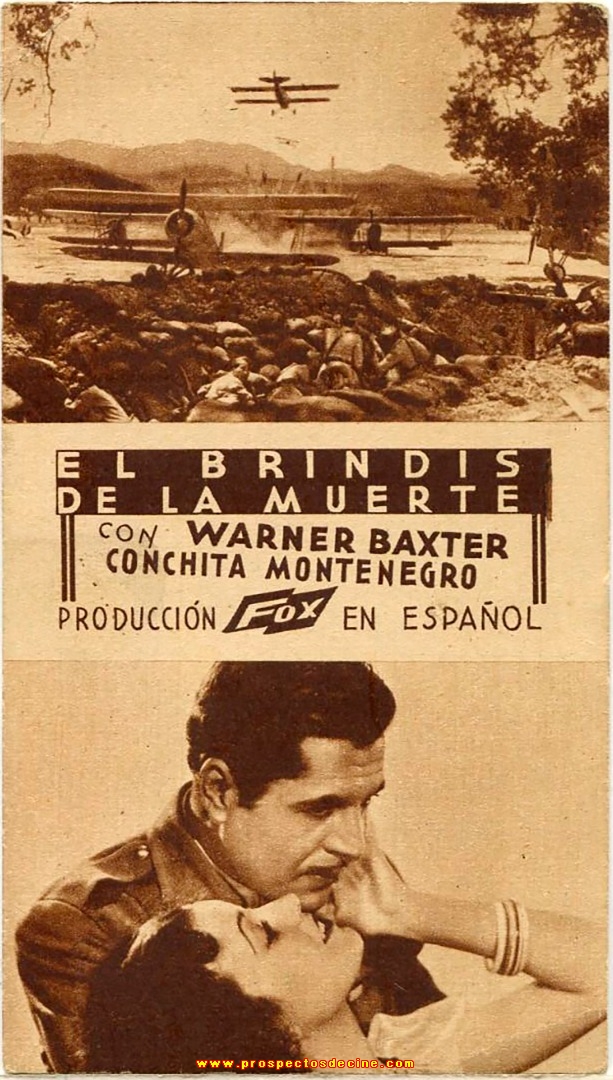 EL BRINDIS
DE LA MUERTE
CON WARNER BAXTER
CONCHITA MONTENEGRO
PRODUCCIÓN FOX EN ESPAÑOL
www.prospectosdecine.com